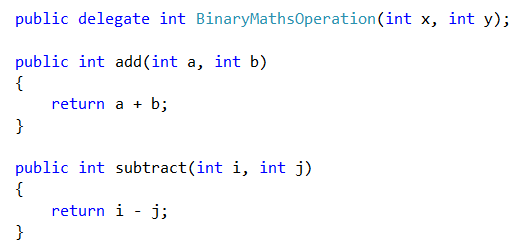 public delegate int BinaryMathsOperation(int x, int y);
public int add(int a, int b)
{
    return a + b;
}
public int subtract(int i, int j)
{
    return i - j;
}